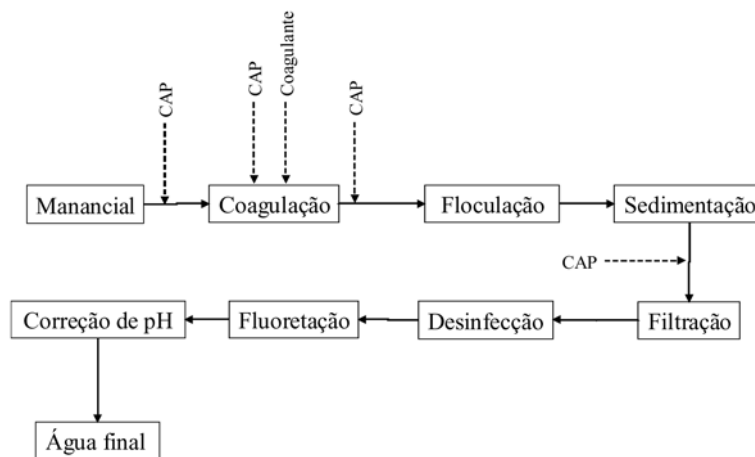 CAP
CAP
Coagulante
CAP
Manancial
Coagulação
Floculação
Sedimentação
CAP
Correção de pH
Fluoretação
Desinfecção
Filtração
Água final